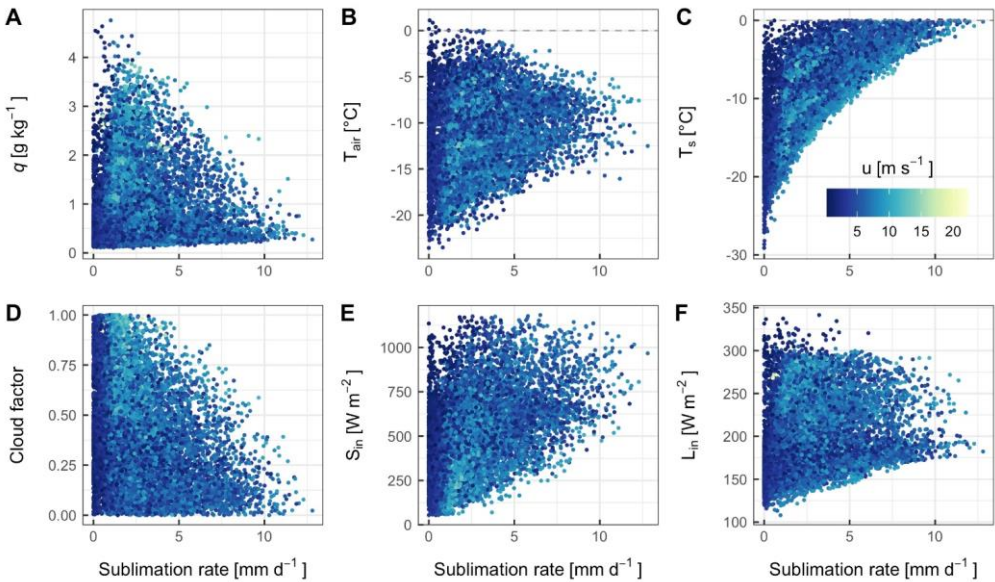 A
q [g kg⁻¹]
4
3
2
1
0
0 5 10
B
T_air [°C]
0
-5
-10
-15
-20
0 5 10
C
T_s [°C]
0
-10
-20
-30
u [m s⁻¹]
5 10 15 20
0 5 10
D
Cloud factor
1.00
0.75
0.50
0.25
0.00
0 5 10
Sublimation rate [mm d⁻¹]
E
S_in [W m⁻²]
1000
750
500
250
0
0 5 10
Sublimation rate [mm d⁻¹]
F
L_in [W m⁻²]
350
300
250
200
150
100
0 5 10
Sublimation rate [mm d⁻¹]